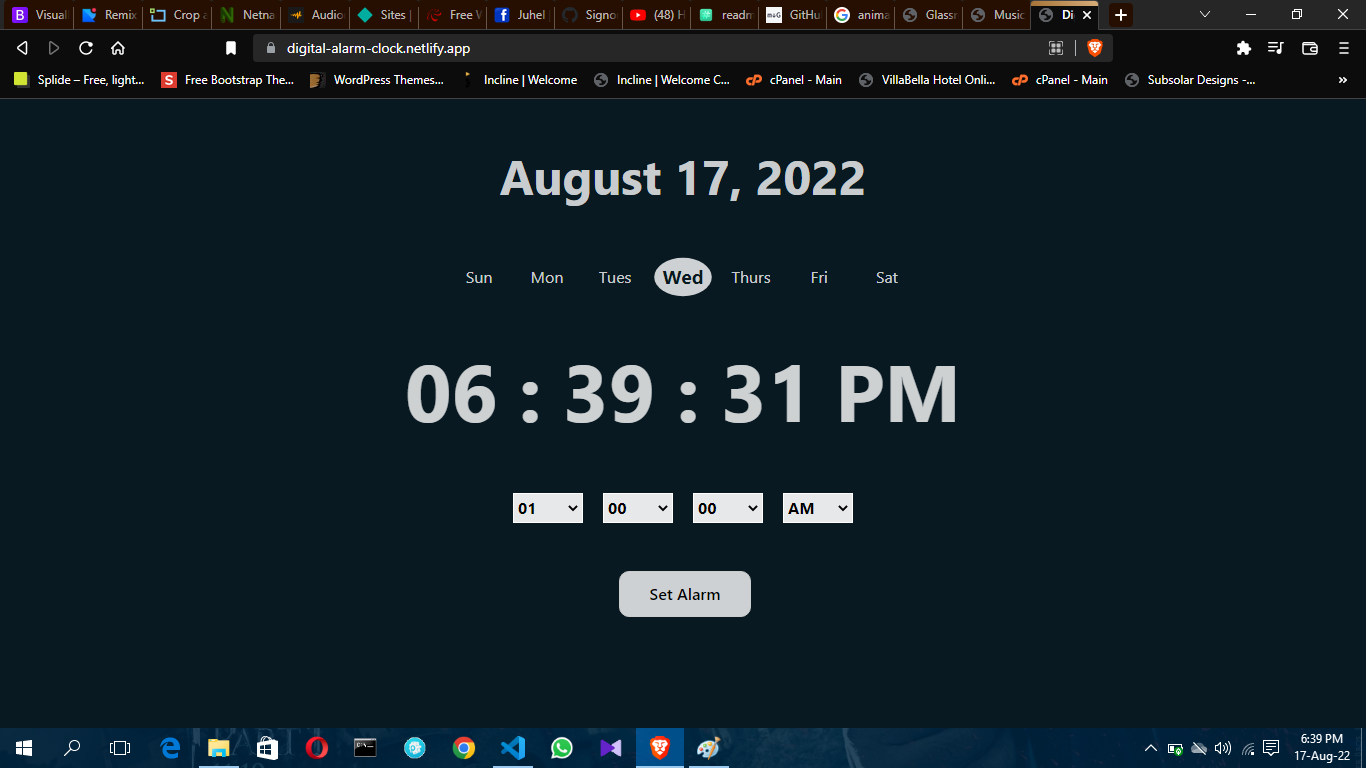 Visual Remix Crop a Netna Audio Sites Free W Juhel Signo (48) H readm GitHu anima Glassr Music Di
digital-alarm-clock.netlify.app
Splide – Free, light... Free Bootstrap The... WordPress Themes... Incline | Welcome Incline | Welcome C... cPanel - Main VillaBella Hotel Onli... cPanel - Main Subsolar Designs -... »
August 17, 2022
Sun Mon Tues Wed Thurs Fri Sat
06 : 39 : 31 PM
01 00 00 AM
Set Alarm
6:39 PM
17-Aug-22